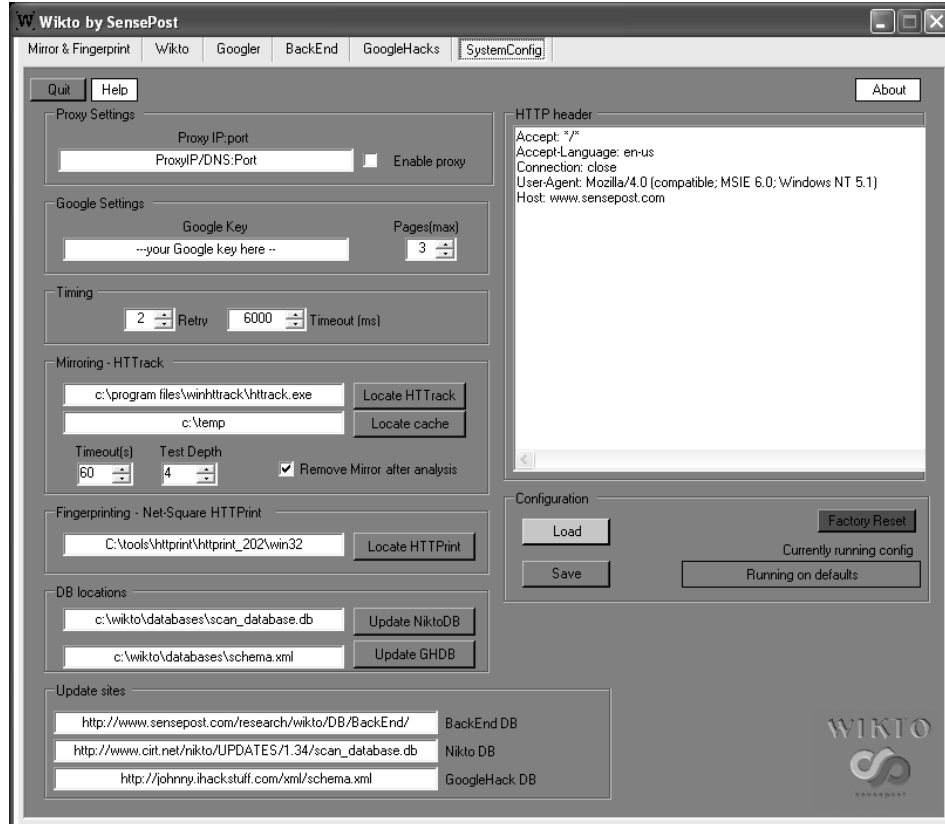 Wikto by SensePost
Mirror & Fingerprint Wikto Googler BackEnd GoogleHacks SystemConfig
Quit Help About
Proxy Settings
Proxy IP:port
ProxyIP/DNS:Port Enable proxy
Google Settings
Google Key Pages(max)
---your Google key here -- 3
Timing
2 Retry 6000 Timeout (ms)
Mirroring - HTTrack
c:\program files\winhttrack\httrack.exe Locate HTTrack
c:\temp Locate cache
Timeout(s) Test Depth
60 4 Remove Mirror after analysis
Fingerprinting - Net-Square HTTPrint
C:\tools\httprint\httprint_202\win32 Locate HTTPrint
DB locations
c:\wikto\databases\scan_database.db Update NiktoDB
c:\wikto\databases\schema.xml Update GHDB
Update sites
http://www.sensepost.com/research/wikto/DB/BackEnd/ BackEnd DB
http://www.cirt.net/nikto/UPDATES/1.34/scan_database.db Nikto DB
http://johnny.ihackstuff.com/xml/schema.xml GoogleHack DB
HTTP header
Accept: */*
Accept-Language: en-us
Connection: close
User-Agent: Mozilla/4.0 (compatible; MSIE 6.0; Windows NT 5.1)
Host: www.sensepost.com
Configuration
Load Factory Reset
Currently running config
Save Running on defaults
WIKTO
sensepost